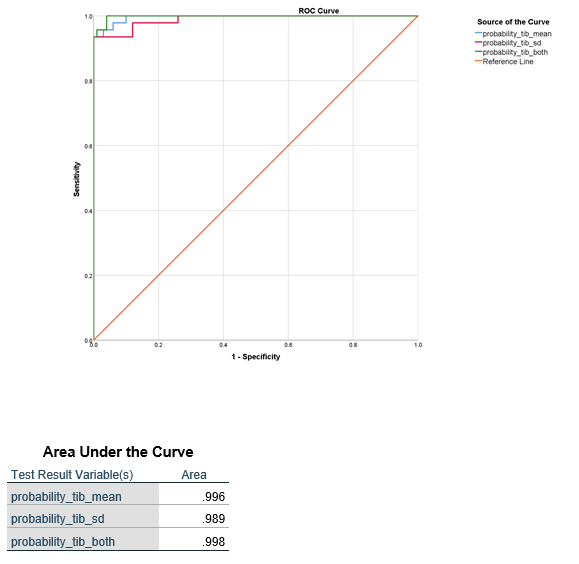 ROC Curve
Source of the Curve
probability_tib_mean
probability_tib_sd
probability_tib_both
Reference Line
1.0
0.8
0.6
0.4
0.2
0.0
Sensitivity
0.0 0.2 0.4 0.6 0.8 1.0
1 - Specificity
Area Under the Curve
Test Result Variable(s) Area
probability_tib_mean .996
probability_tib_sd .989
probability_tib_both .998